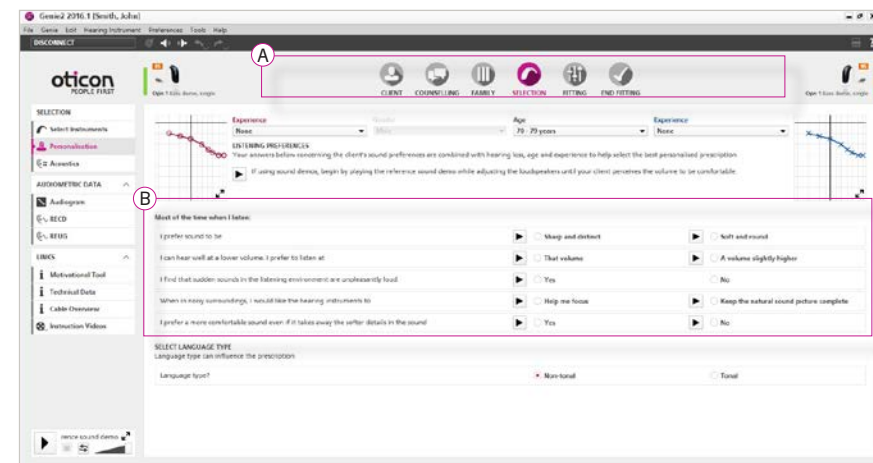 Genie2 2016.1 [Smith, John]
File Genie Edit Hearing Instrument Preferences Tools Help
DISCONNECT
A
oticon
PEOPLE FIRST
CLIENT COUNSELLING FAMILY SELECTION FITTING END FITTING
SELECTION
Select Instruments
Personalisation
Acoustics
AUDIOMETRIC DATA
Audiogram
RECD
REUG
LINKS
Motivational Tool
Technical Data
Cable Overview
Instruction Videos
Experience
None
Age
70 - 79 years
Experience
None
LISTENING PREFERENCES
Your answers below concerning the client's sound preferences are combined with hearing loss, age and experience to help select the best personalised prescription
If using sound demos, begin by playing the reference sound demo while adjusting the loudspeakers until your client perceives the volume to be comfortable.
B
Most of the time when I listen:
I prefer sound to be Sharp and distinct Soft and round
I can hear well at a lower volume. I prefer to listen at That volume A volume slightly higher
I find that sudden sounds in the listening environment are unpleasantly loud Yes No
When in noisy surroundings, I would like the hearing instruments to Help me focus Keep the natural sound picture complete
I prefer a more comfortable sound even if it takes away the softer details in the sound Yes No
SELECT LANGUAGE TYPE
Language type can influence the prescription
Language type? Non-tonal Tonal
rence sound demo